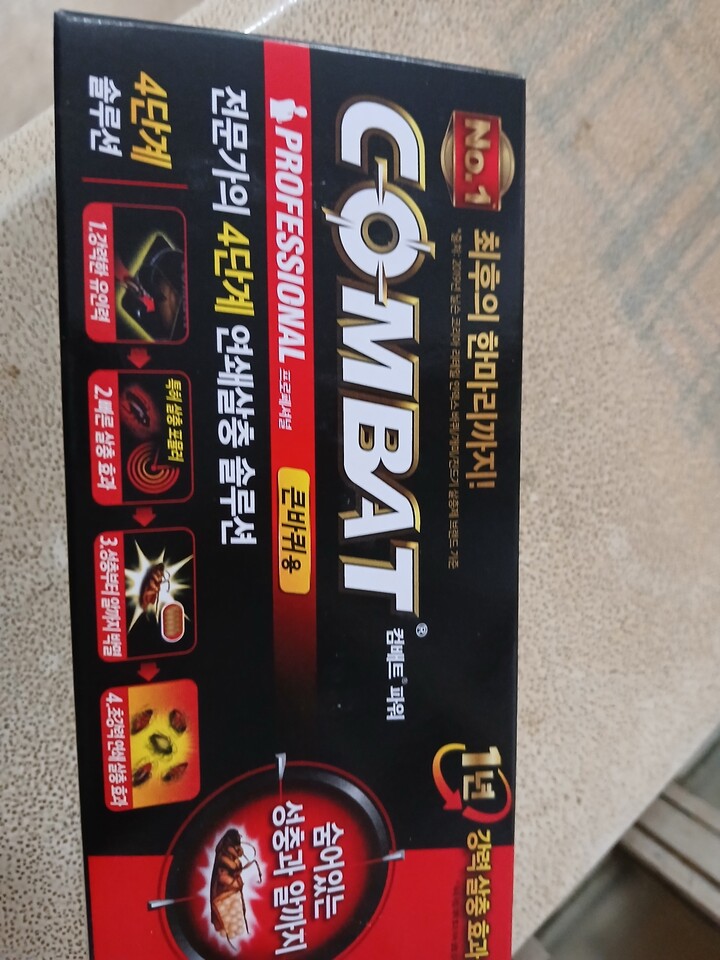 No.1
최후의 한마리까지!
COMBAT®
컴배트® 파워
PROFESSIONAL 프로페셔널
큰바퀴용
전문가의 4단계 연쇄살충 솔루션
4단계
솔루션
1.강력한 유인력
특허 살충 포뮬러
2.빠른 살충 효과
3.성충부터 알까지 박멸
4.초강력 연쇄 살충 효과
1년 강력 살충 효과
숨어있는
성충과 알까지